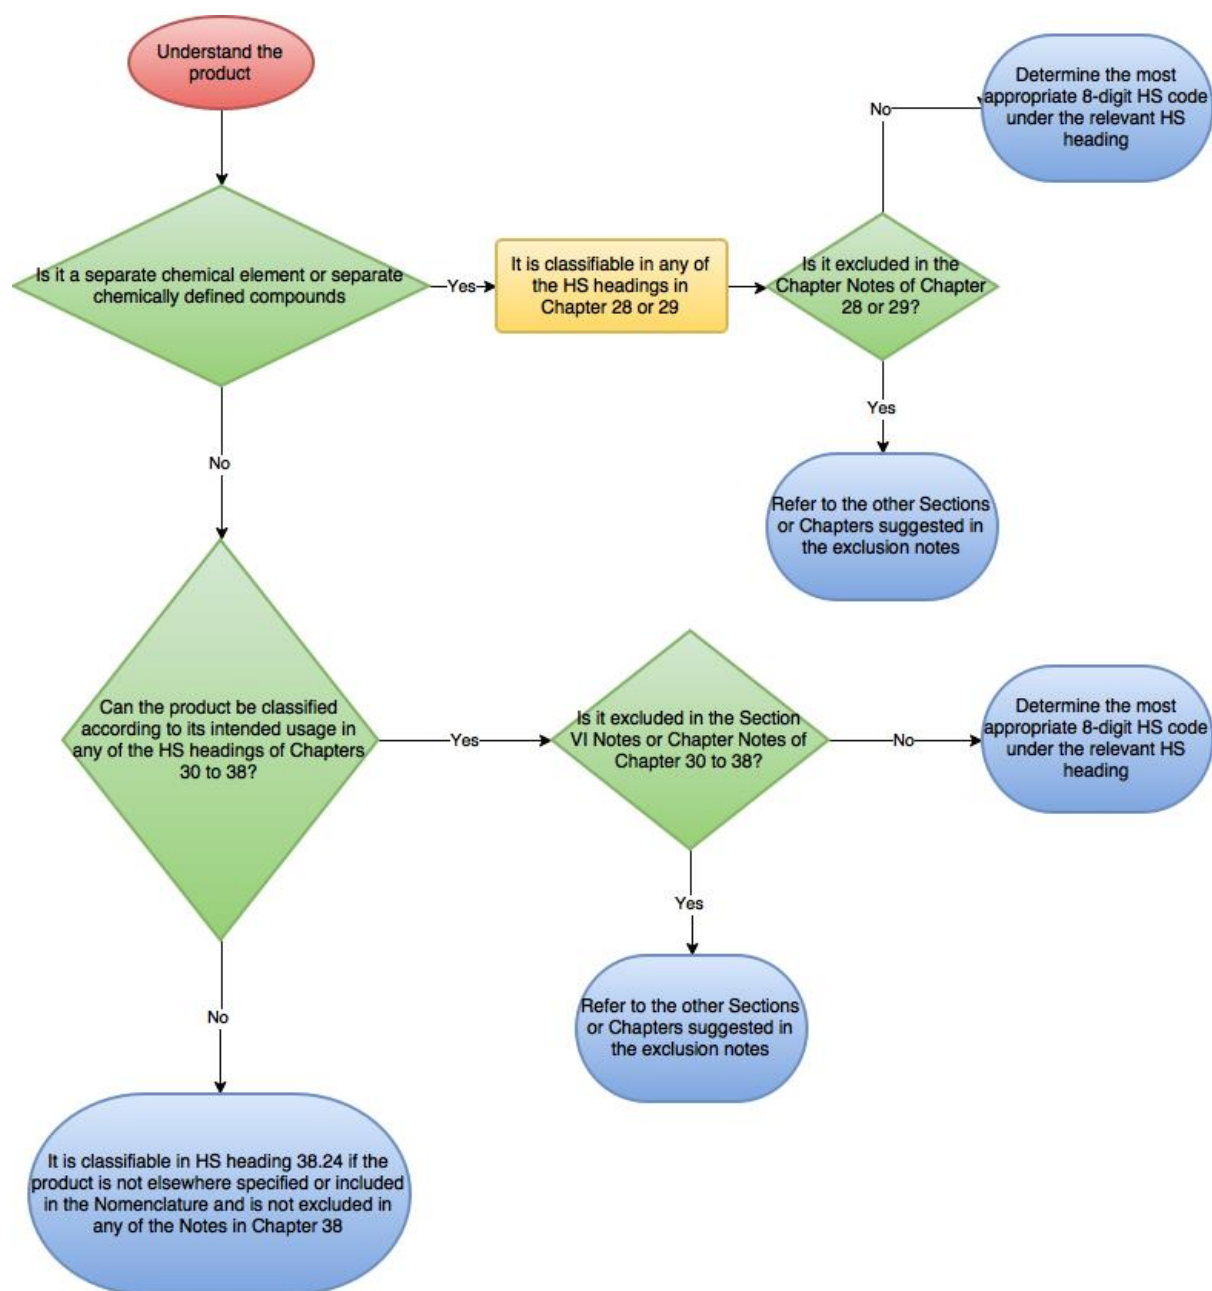 Understand the
product
Determine the most
appropriate 8-digit HS code
under the relevant HS
heading
No
Is it a separate chemical element or separate
chemically defined compounds
Yes
It is classifiable in any of
the HS headings in
Chapter 28 or 29
Is it excluded in the
Chapter Notes of Chapter
28 or 29?
Yes
No
Refer to the other Sections
or Chapters suggested in
the exclusion notes
Can the product be classified
according to its intended usage in
any of the HS headings of Chapters
30 to 38?
Yes
Is it excluded in the Section
VI Notes or Chapter Notes of
Chapter 30 to 38?
No
Determine the most
appropriate 8-digit HS code
under the relevant HS
heading
Yes
Refer to the other Sections
or Chapters suggested in
the exclusion notes
No
It is classifiable in HS heading 38.24 if the
product is not elsewhere specified or included
in the Nomenclature and is not excluded in
any of the Notes in Chapter 38